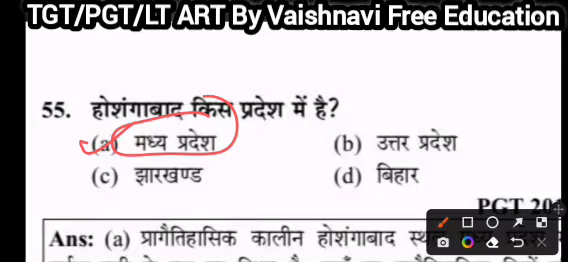 TGT/PGT/LT ART By Vaishnavi Free Education
55. होशंगाबाद किस प्रदेश में है?
(a) मध्य प्रदेश (b) उत्तर प्रदेश
(c) झारखण्ड (d) बिहार
PGT
Ans: (a) प्रागैतिहासिक कालीन होशंगाबाद